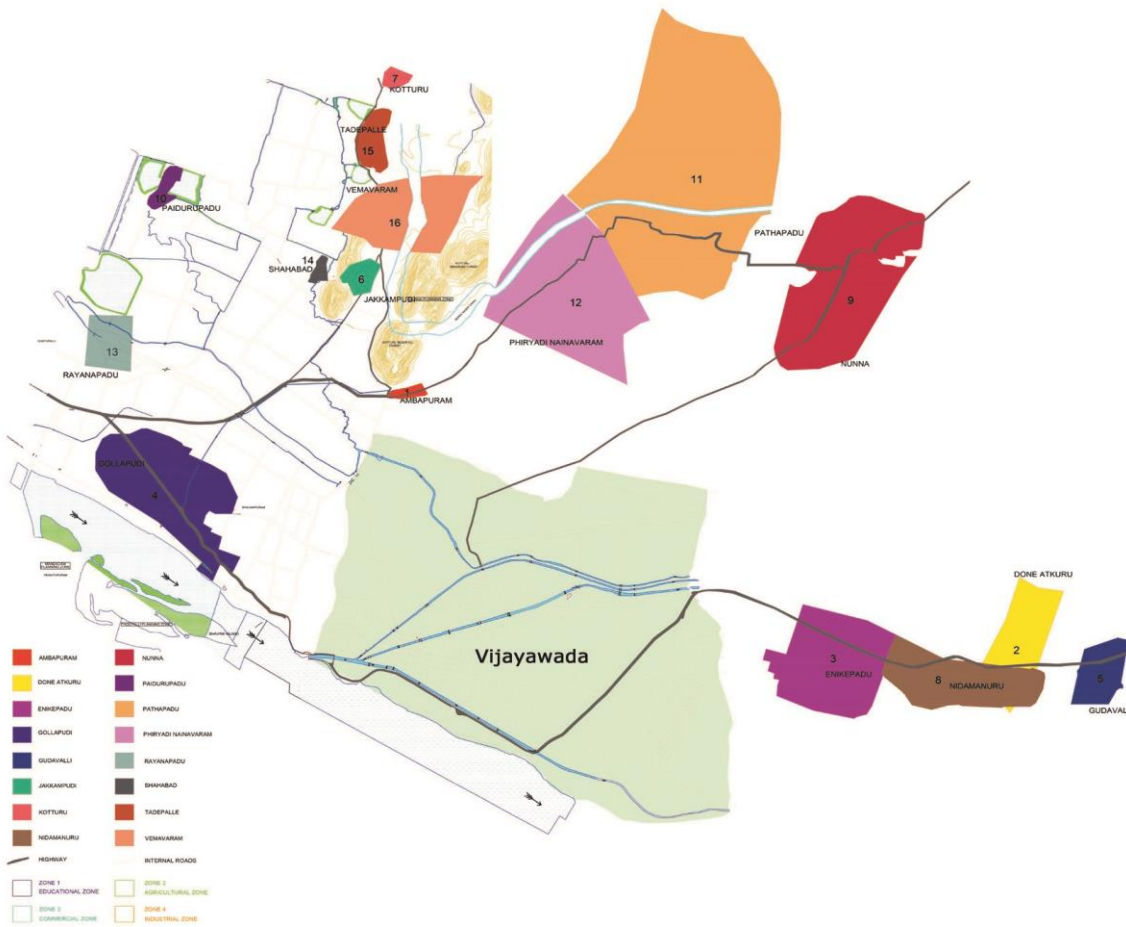 7
KOTTURU
TADEPALLE
15
11
10
PAIDURUPADU
VEMAVARAM
16
PATHAPADU
14
SHAHABAD
6
JAKKAMPUDI
12
9
PHIRYADI NAINAVARAM
13
RAYANAPADU
NUNNA
1
AMBAPURAM
GOLLAPUDI
4
DONE ATKURU
Vijayawada
3
ENIKEPADU
2
8
NIDAMANURU
5
GUDAVALLI
AMBAPURAM
NUNNA
DONE ATKURU
PAIDURUPADU
ENIKEPADU
PATHAPADU
GOLLAPUDI
PHIRYADI NAINAVARAM
GUDAVALLI
RAYANAPADU
JAKKAMPUDI
SHAHABAD
KOTTURU
TADEPALLE
NIDAMANURU
VEMAVARAM
HIGHWAY
INTERNAL ROADS
ZONE 1
EDUCATIONAL ZONE
ZONE 2
AGRICULTURAL ZONE
ZONE 3
COMMERCIAL ZONE
ZONE 4
INDUSTRIAL ZONE